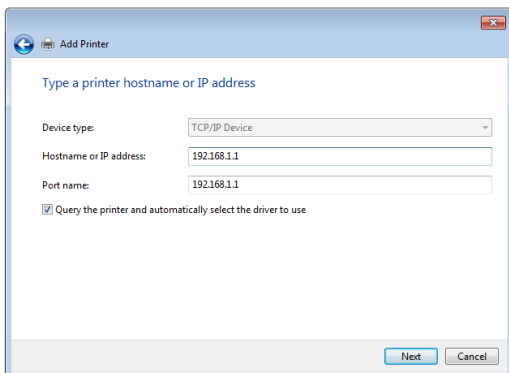 Add Printer
Type a printer hostname or IP address
Device type: TCP/IP Device
Hostname or IP address: 192.168.1.1
Port name: 192.168.1.1
Query the printer and automatically select the driver to use
Next Cancel